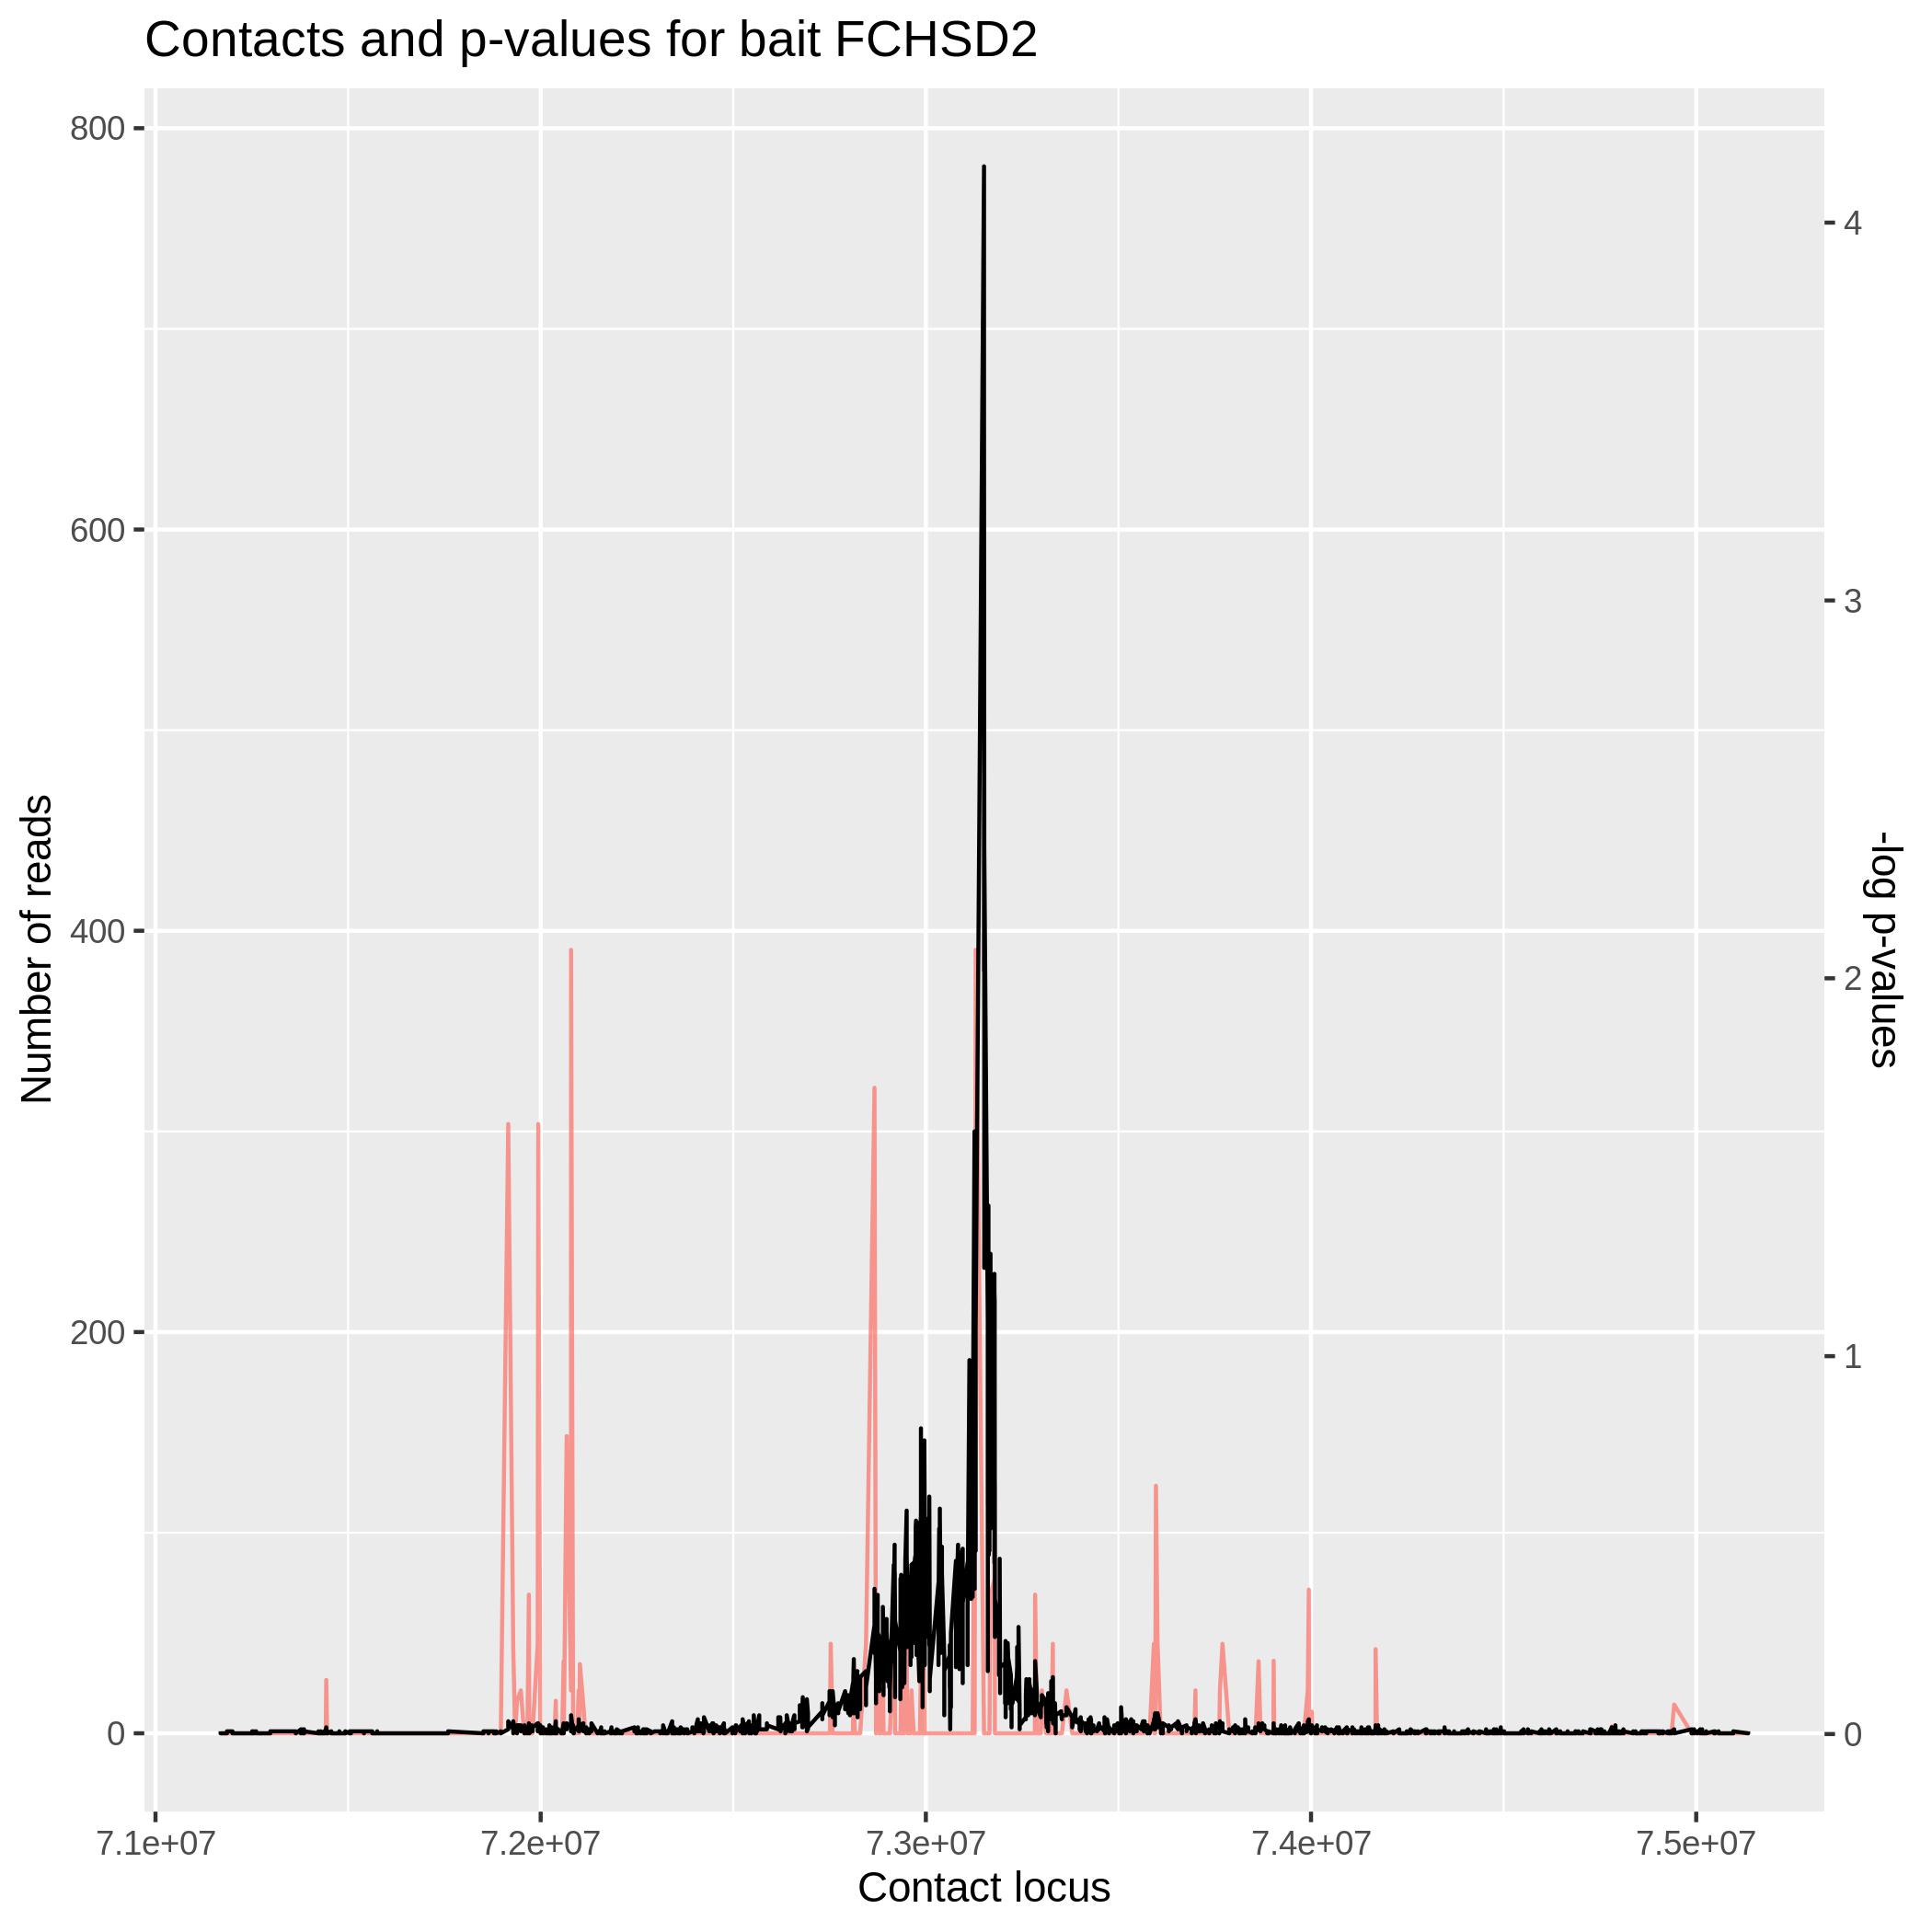 Contacts and p-values for bait FCHSD2
800
600
400
200
0
Number of reads
4
3
2
1
0
-log p-values
7.1e+07 7.2e+07 7.3e+07 7.4e+07 7.5e+07
Contact locus